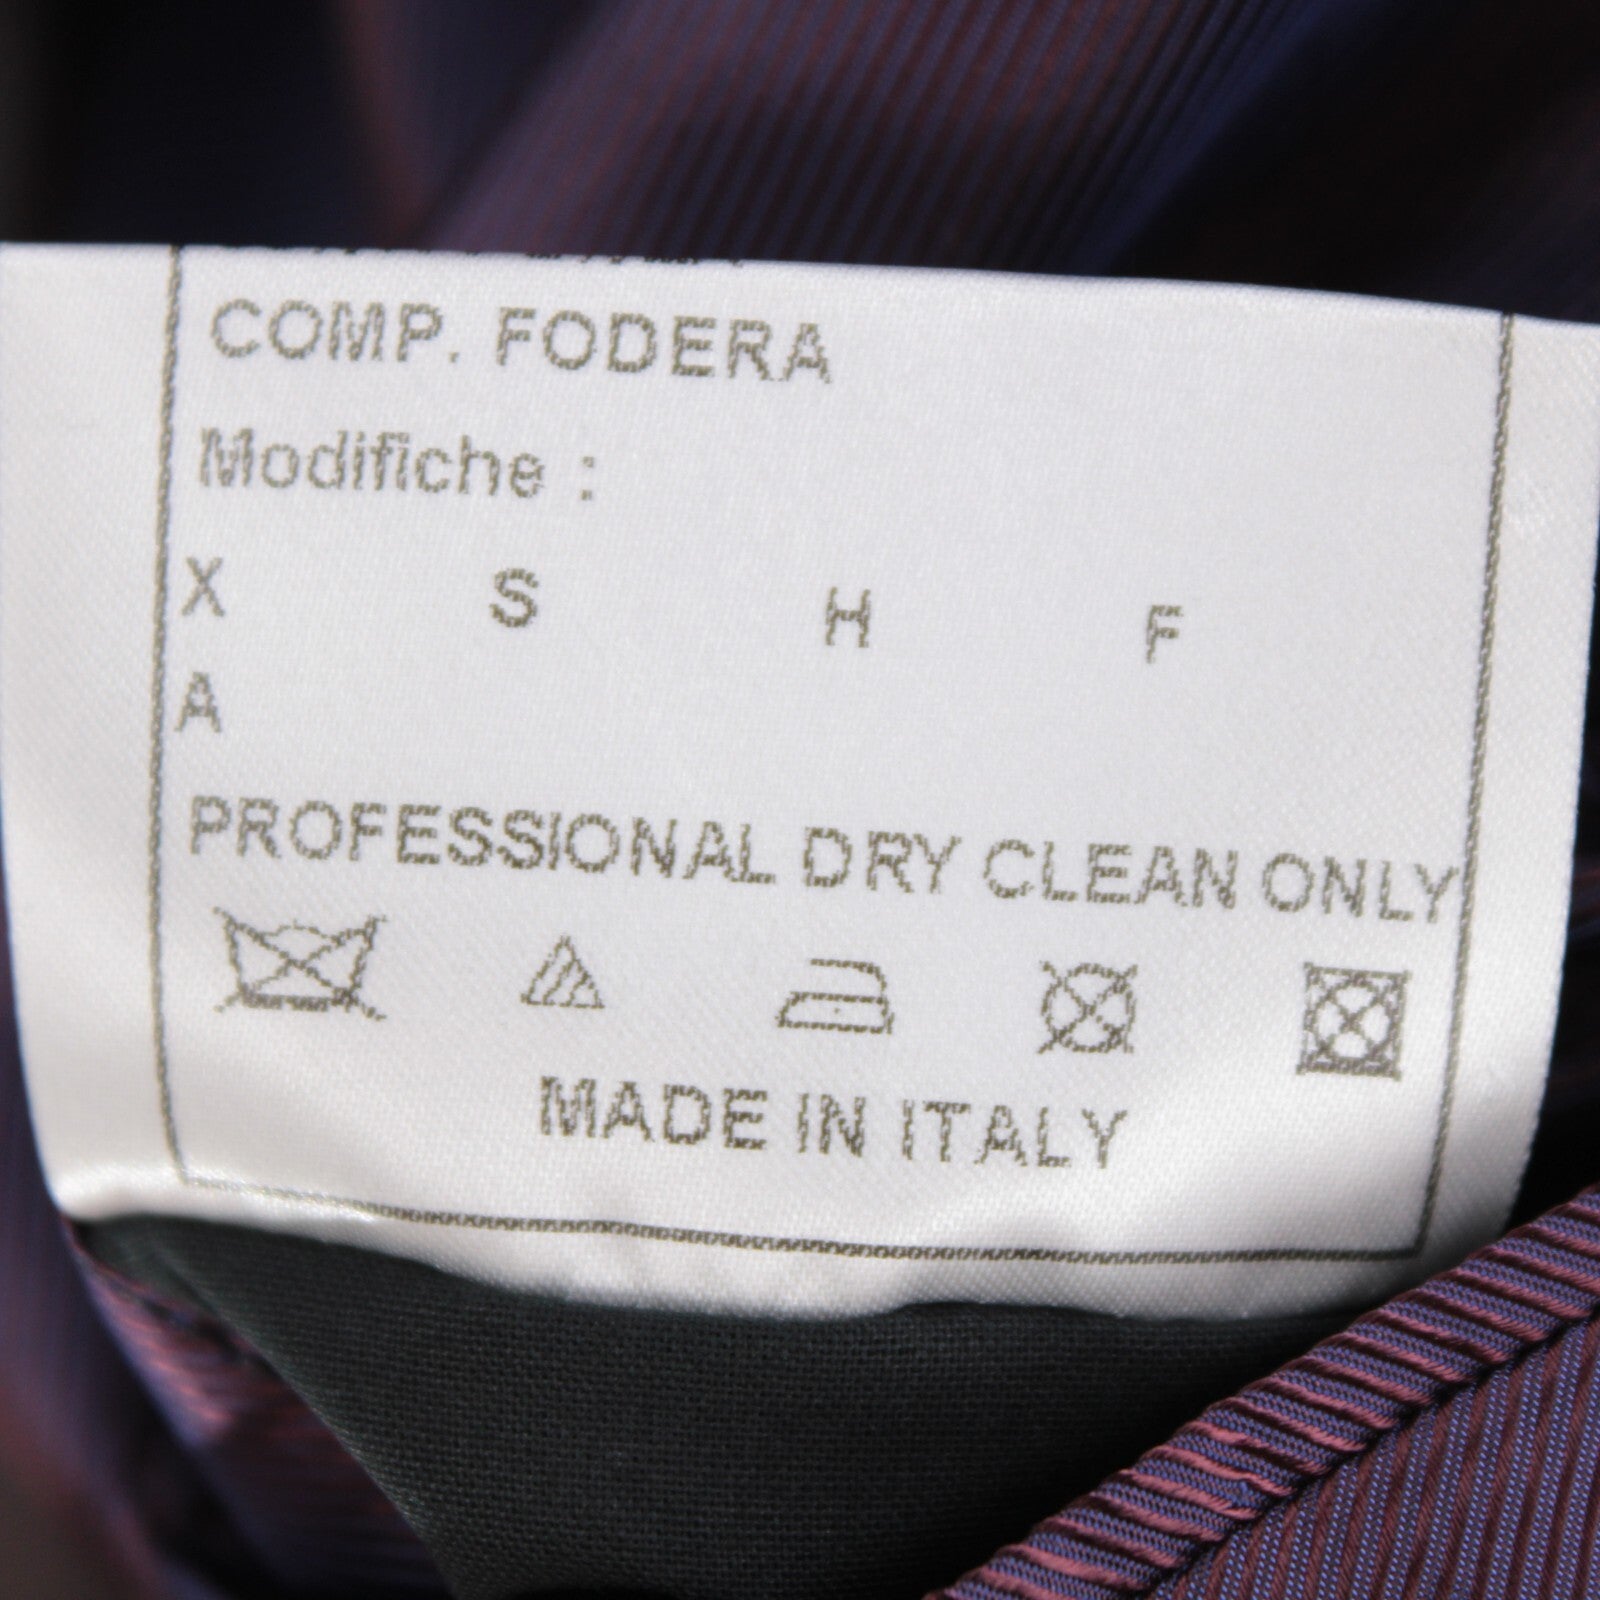 COMP. FODERA
Modifiche :
X S H F
A
PROFESSIONAL DRY CLEAN ONLY
MADE IN ITALY